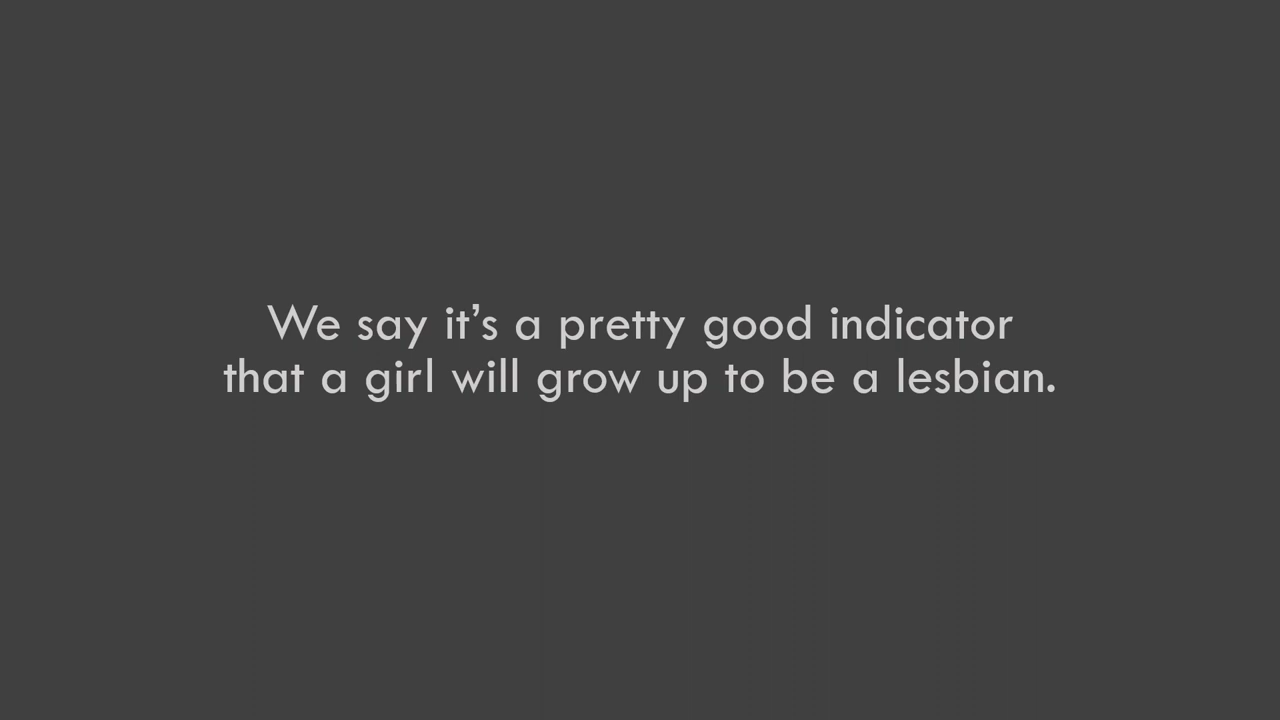 We say it’s a pretty good indicator
that a girl will grow up to be a lesbian.